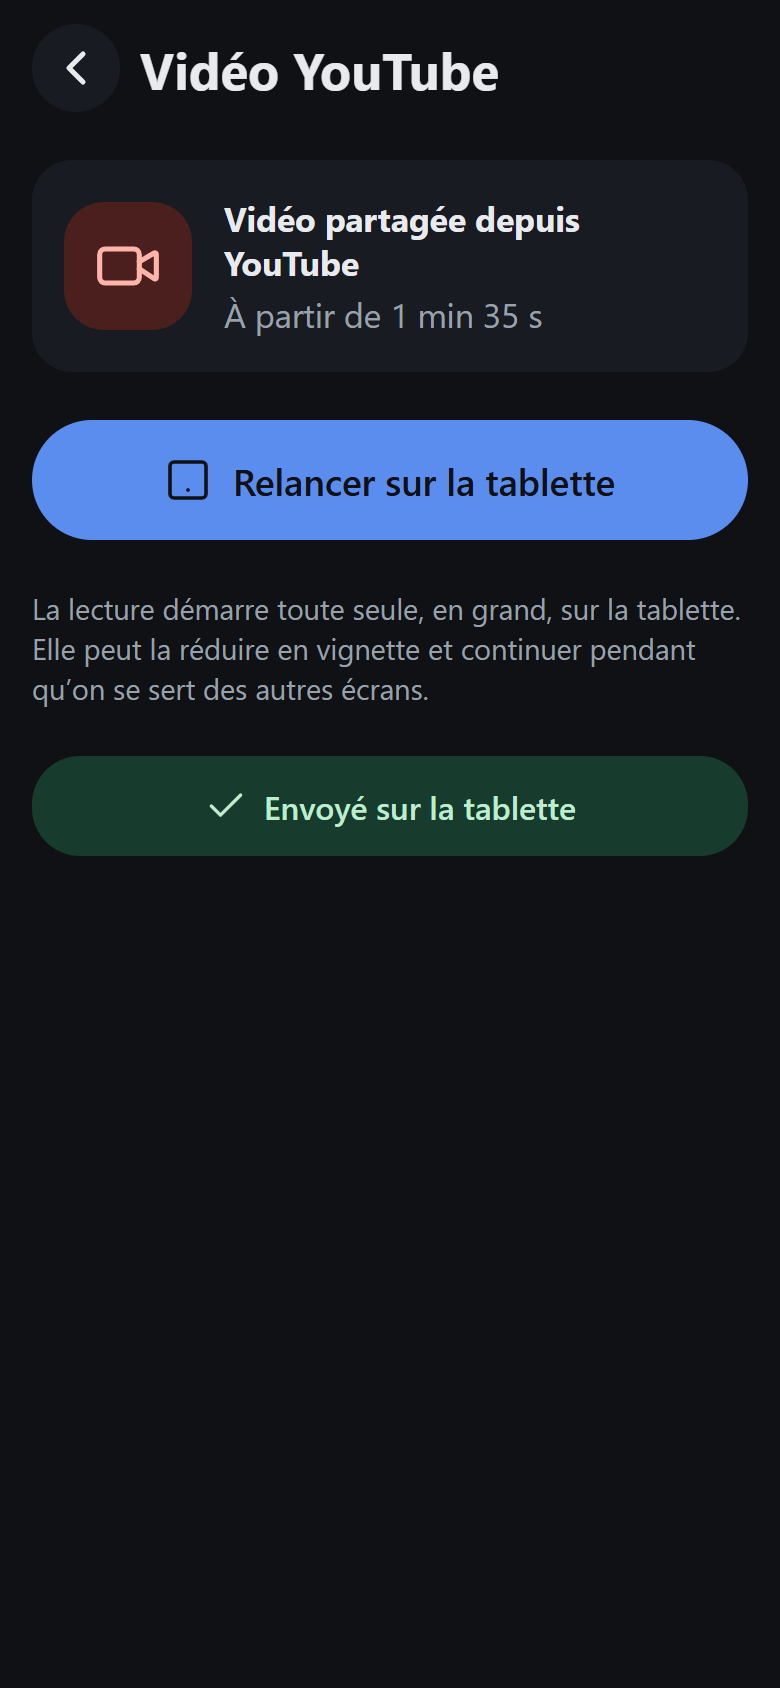 Vidéo YouTube
Vidéo partagée depuis
YouTube
À partir de 1 min 35 s
Relancer sur la tablette
La lecture démarre toute seule, en grand, sur la tablette.
Elle peut la réduire en vignette et continuer pendant
qu’on se sert des autres écrans.
Envoyé sur la tablette